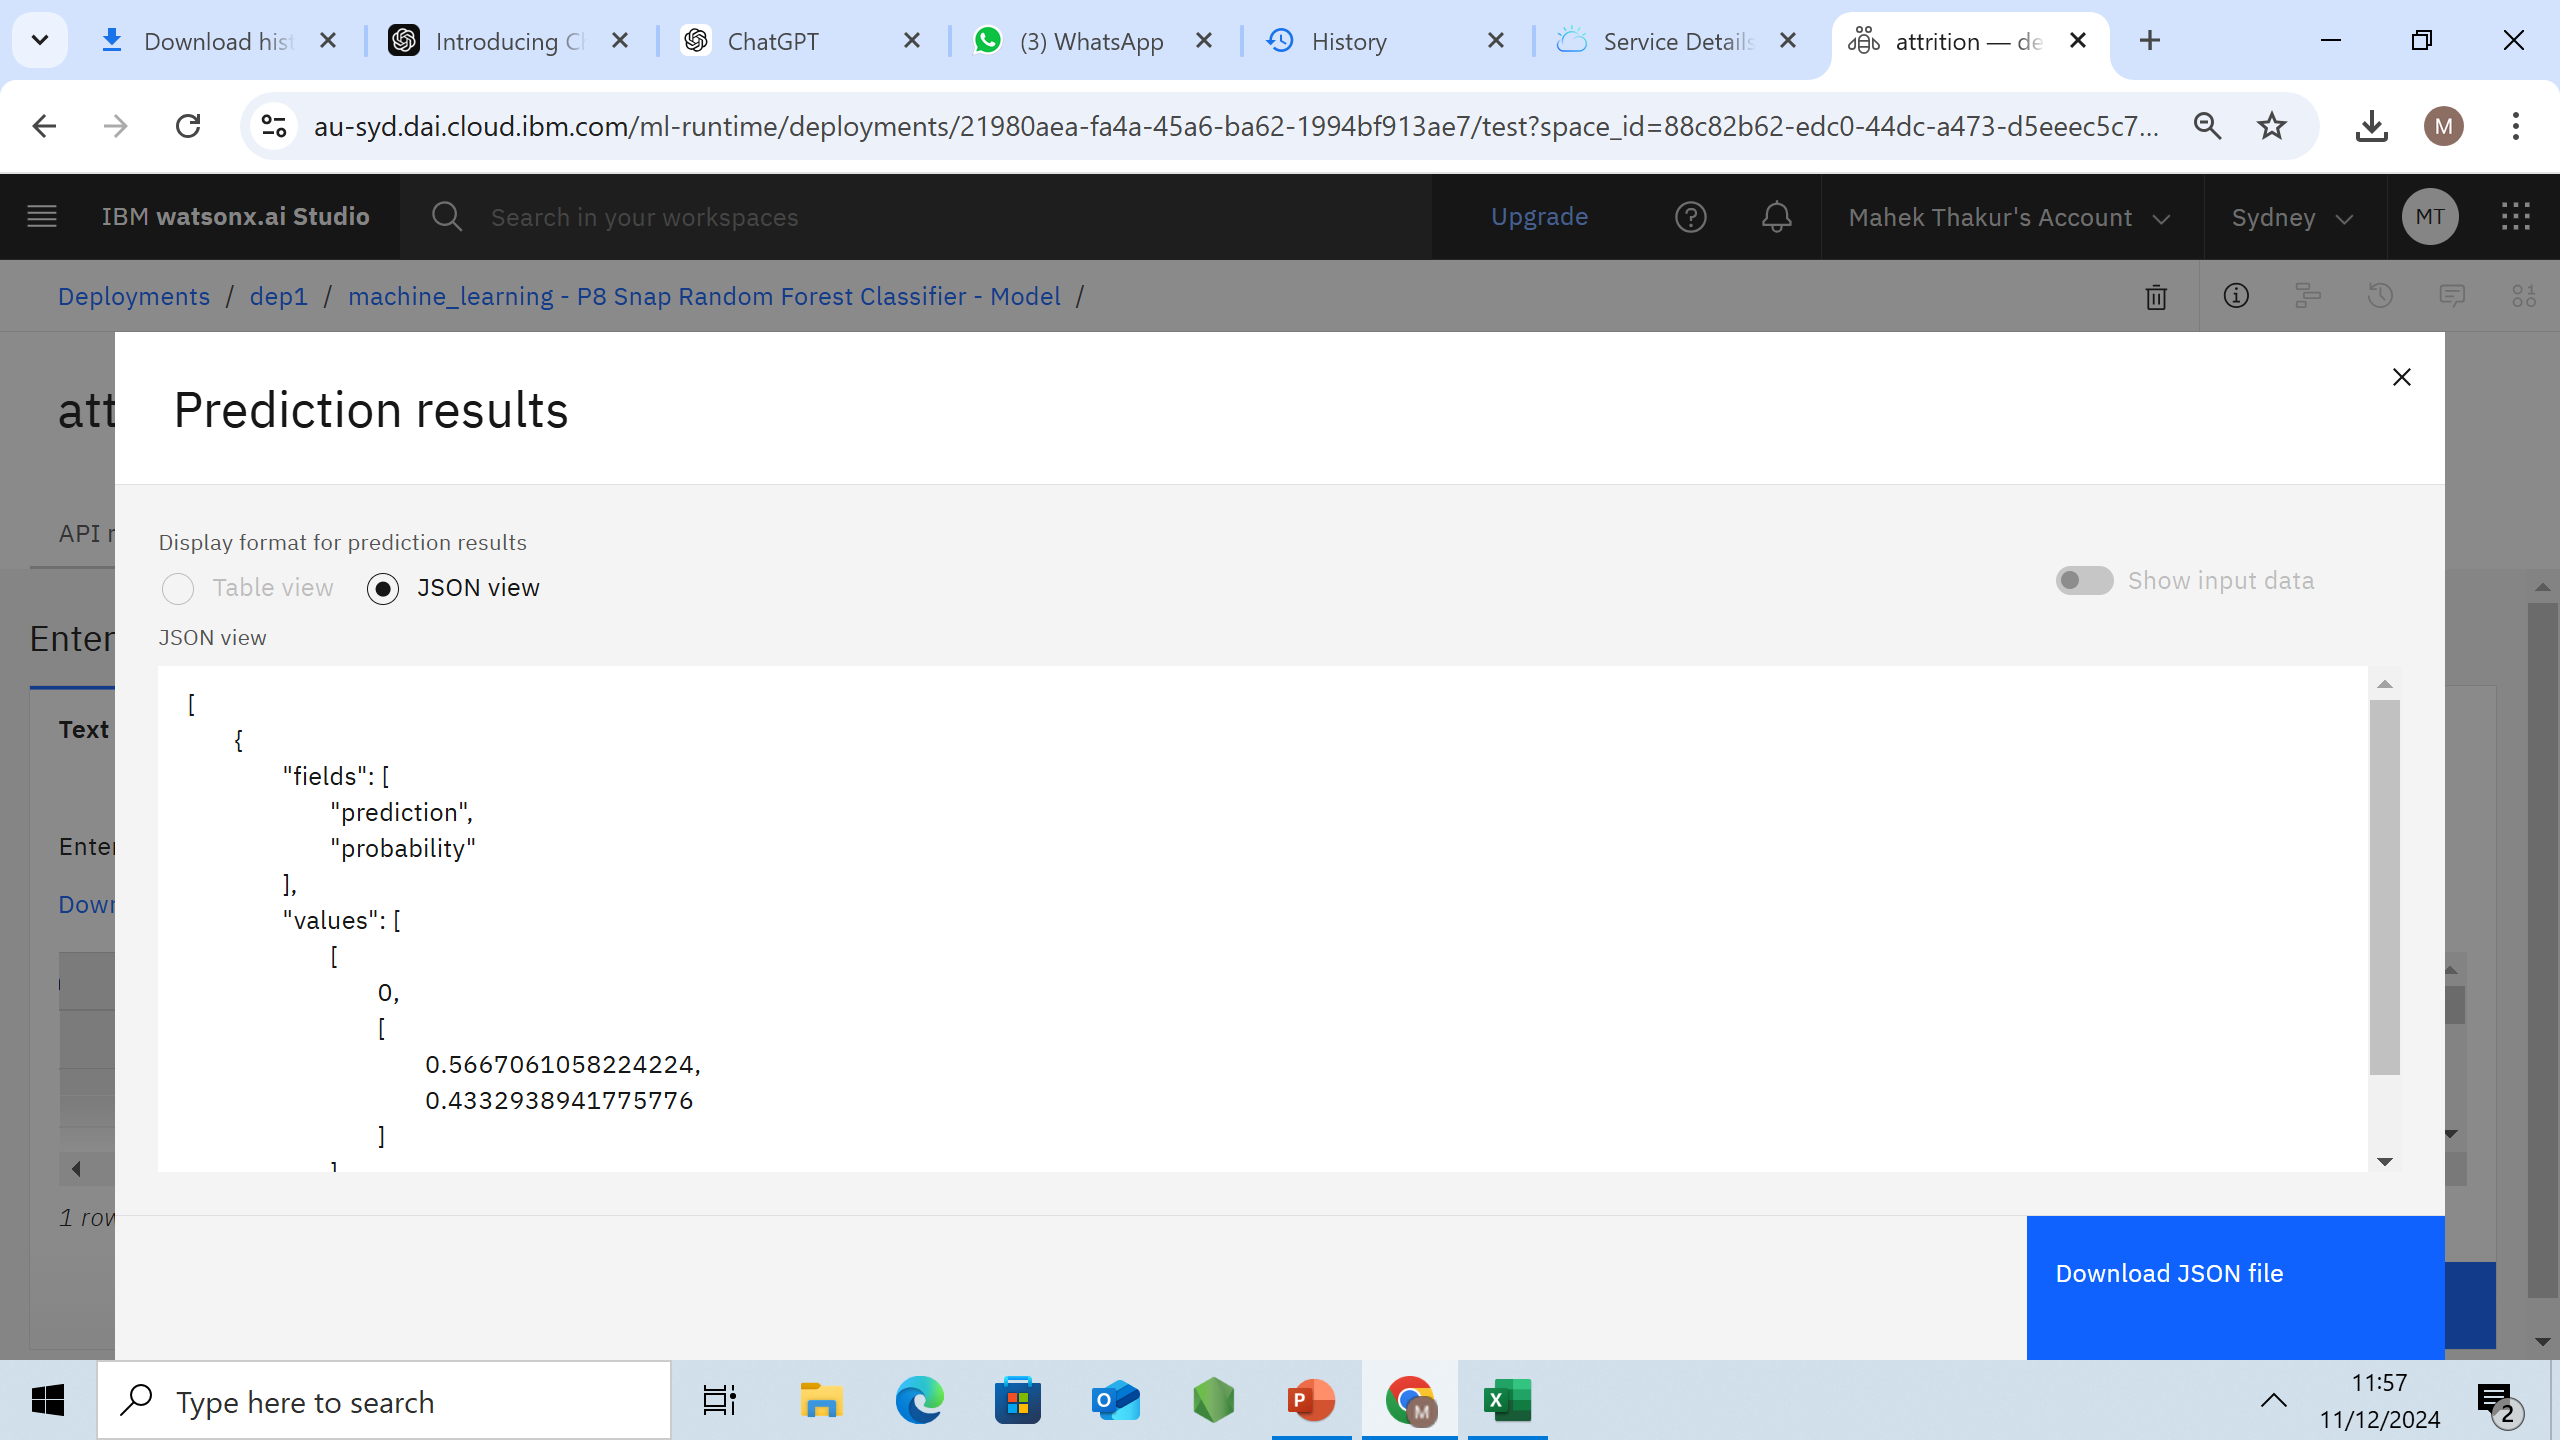 Download hist
Introducing Ch
ChatGPT
(3) WhatsApp
History
Service Details
attrition — de
au-syd.dai.cloud.ibm.com/ml-runtime/deployments/21980aea-fa4a-45a6-ba62-1994bf913ae7/test?space_id=88c82b62-edc0-44dc-a473-d5eeec5c7...
M
IBM watsonx.ai Studio
Search in your workspaces
Upgrade
Mahek Thakur's Account
Sydney
MT
Deployments / dep1 / machine_learning - P8 Snap Random Forest Classifier - Model /
att
Prediction results
API r
Display format for prediction results
Table view
JSON view
Show input data
Enter
JSON view
Text
[
{
"fields": [
"prediction",
"probability"
],
"values": [
[
0,
[
0.5667061058224224,
0.4332938941775776
]
]
Enter
Down
1 row
Download JSON file
Type here to search
11:57
11/12/2024
2